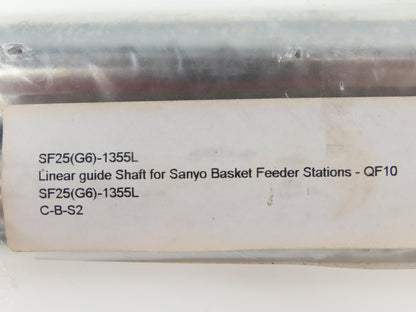 SF25(G6)-1355L
Linear guide Shaft for Sanyo Basket Feeder Stations - QF10
SF25(G6)-1355L
C-B-S2